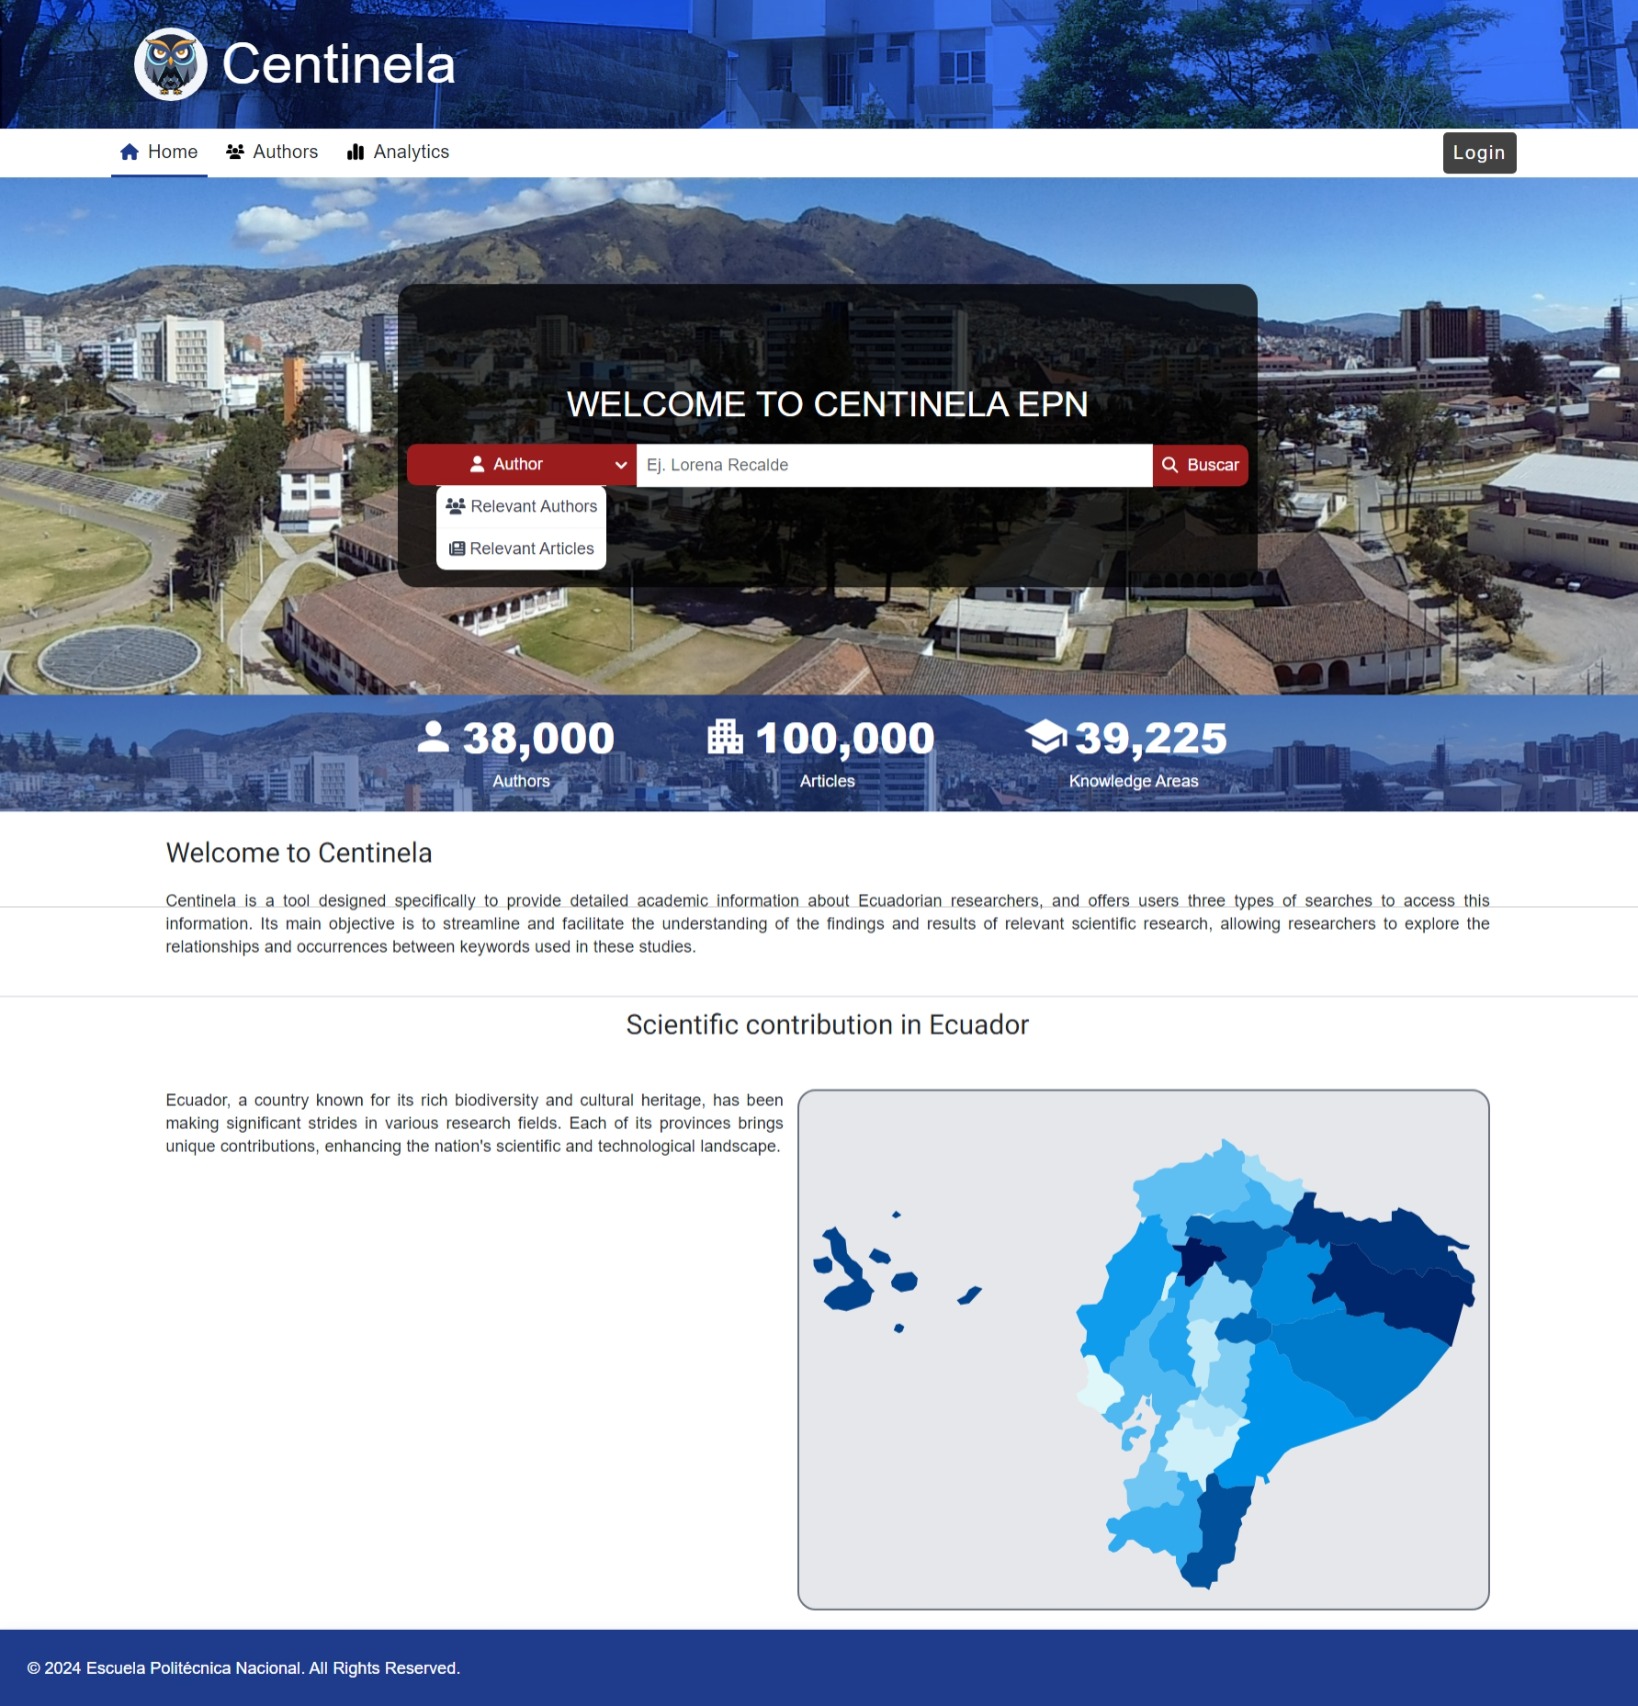 Centinela
Home Authors Analytics Login
WELCOME TO CENTINELA EPN
Author Ej. Lorena Recalde Buscar
Relevant Authors
Relevant Articles
38,000 100,000 39,225
Authors Articles Knowledge Areas
Welcome to Centinela
Centinela is a tool designed specifically to provide detailed academic information about Ecuadorian researchers, and offers users three types of searches to access this
information. Its main objective is to streamline and facilitate the understanding of the findings and results of relevant scientific research, allowing researchers to explore the
relationships and occurrences between keywords used in these studies.
Scientific contribution in Ecuador
Ecuador, a country known for its rich biodiversity and cultural heritage, has been
making significant strides in various research fields. Each of its provinces brings
unique contributions, enhancing the nation's scientific and technological landscape.
© 2024 Escuela Politécnica Nacional. All Rights Reserved.